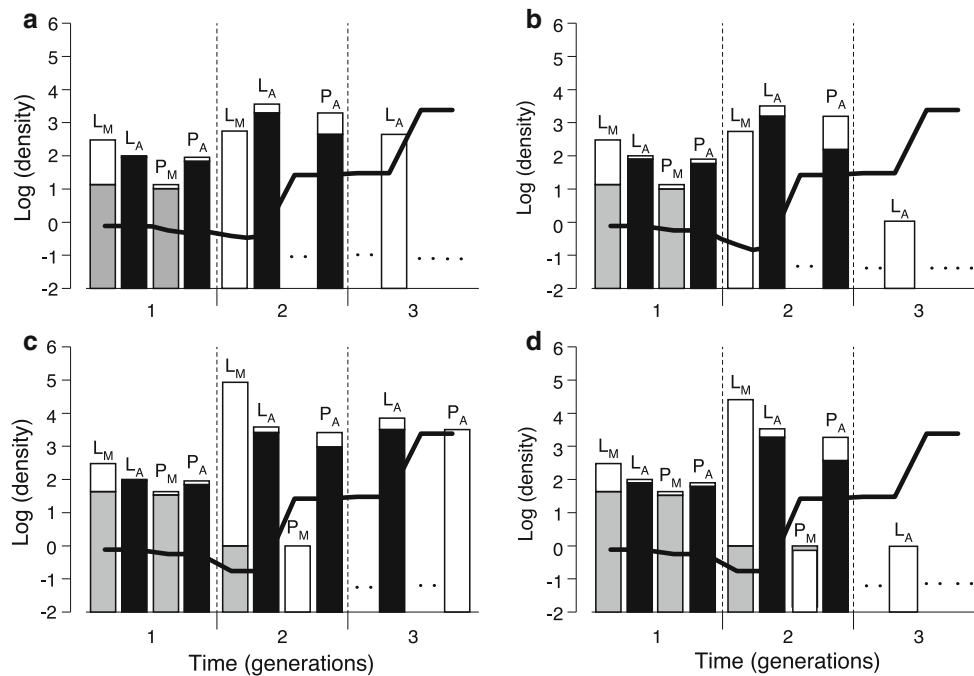 a
6
5
4
3
2
1
0
-1
-2
Log (density)
L_M L_A P_M P_A L_M L_A P_A L_A
1 2 3
b
6
5
4
3
2
1
0
-1
-2
Log (density)
L_M L_A P_M P_A L_M L_A P_A L_A
1 2 3
c
6
5
4
3
2
1
0
-1
-2
Log (density)
L_M L_A P_M P_A L_M L_A P_M P_A L_A P_A
1 2 3
Time (generations)
d
6
5
4
3
2
1
0
-1
-2
Log (density)
L_M L_A P_M P_A L_M L_A P_M P_A L_A
1 2 3
Time (generations)